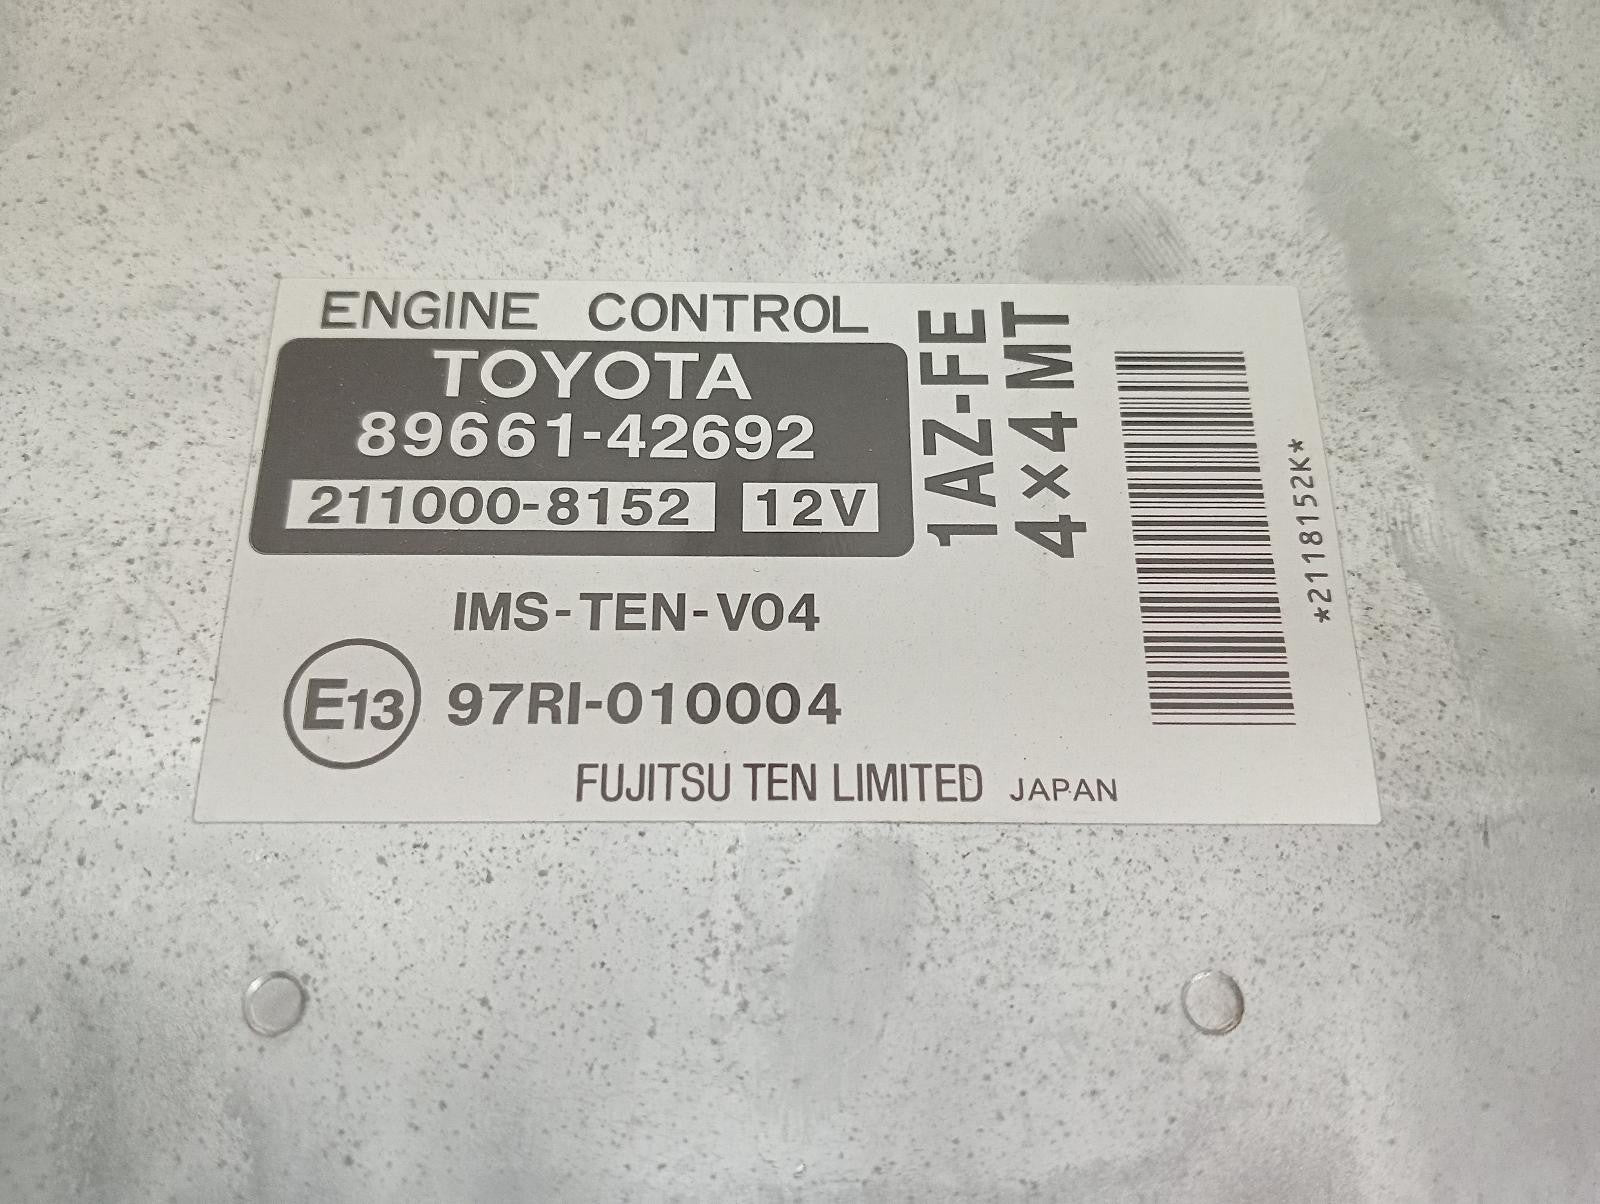 ENGINE CONTROL
TOYOTA
89661-42692
211000-8152 12V
1AZ-FE
4×4 MT
IMS-TEN-V04
E13 97RI-010004
FUJITSU TEN LIMITED JAPAN
*2118152K*